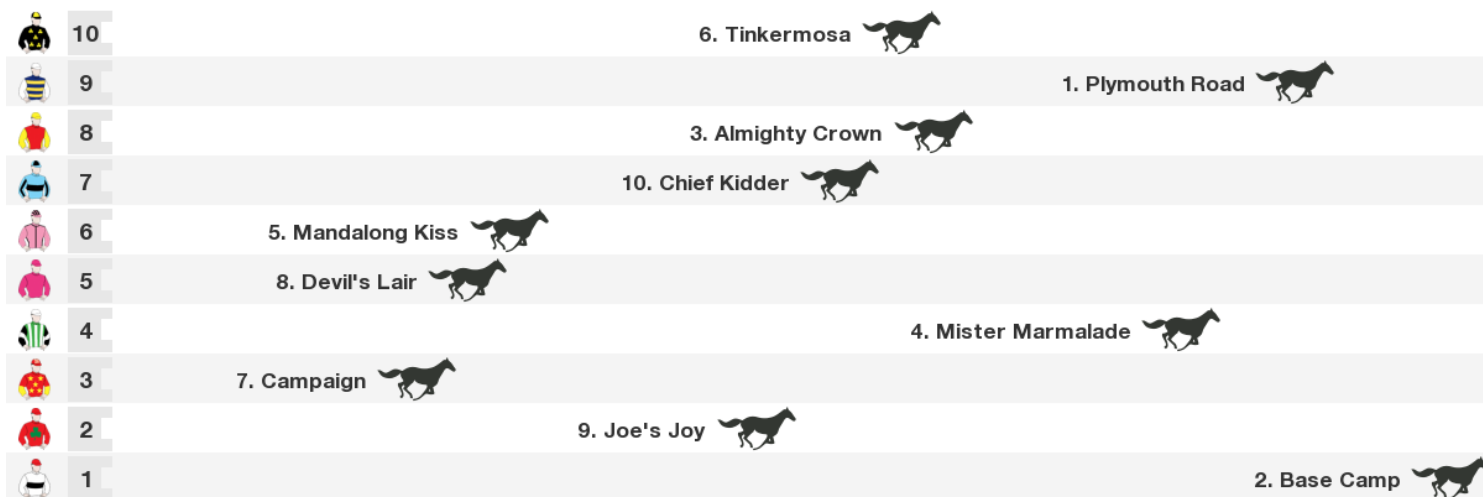 10 6. Tinkermosa
9 1. Plymouth Road
8 3. Almighty Crown
7 10. Chief Kidder
6 5. Mandalong Kiss
5 8. Devil's Lair
4 4. Mister Marmalade
3 7. Campaign
2 9. Joe's Joy
1 2. Base Camp